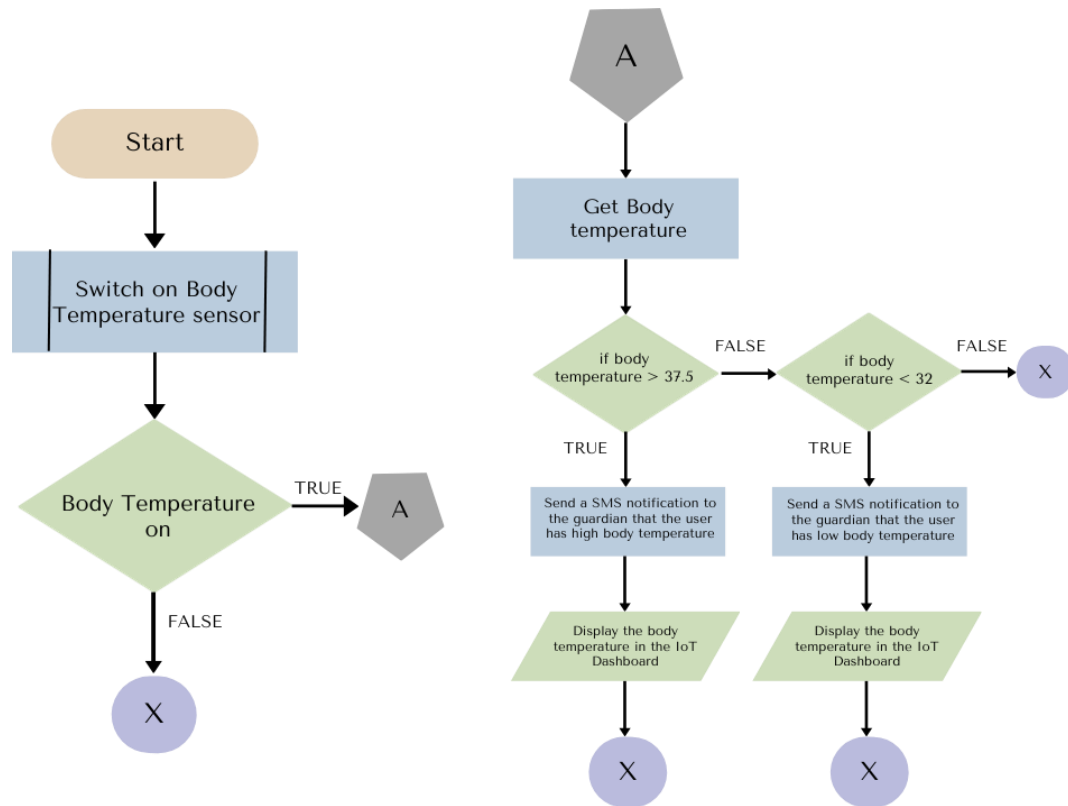 Start
Switch on Body
Temperature sensor
Body Temperature
on
TRUE
A
FALSE
X
A
Get Body
temperature
if body
temperature > 37.5
FALSE
if body
temperature < 32
FALSE
X
TRUE
TRUE
Send a SMS notification to
the guardian that the user
has high body temperature
Send a SMS notification to
the guardian that the user
has low body temperature
Display the body
temperature in the IoT
Dashboard
Display the body
temperature in the IoT
Dashboard
X
X